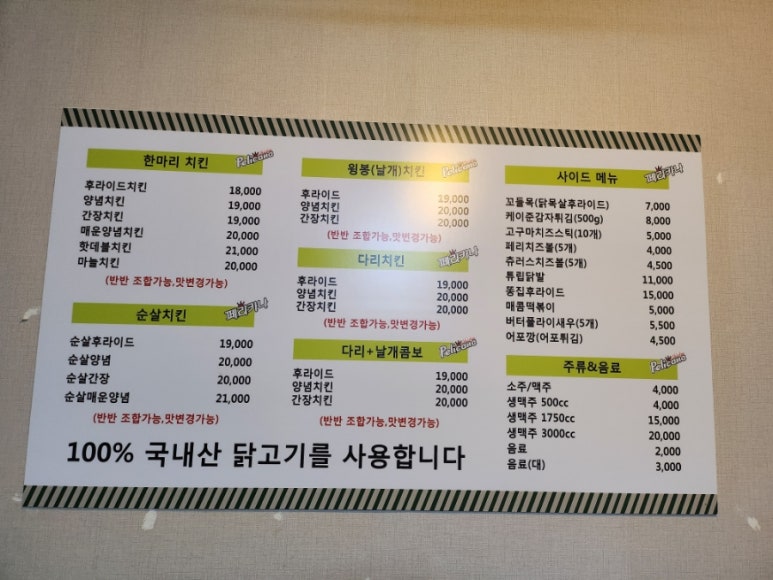 한마리 치킨 Pelicana
후라이드치킨 18,000
양념치킨 19,000
간장치킨 19,000
매운양념치킨 20,000
핫데블치킨 21,000
마늘치킨 20,000
(반반 조합가능,맛변경가능)
순살치킨 페리카나
순살후라이드 19,000
순살양념 20,000
순살간장 20,000
순살매운양념 21,000
(반반 조합가능,맛변경가능)
윙봉(날개)치킨 Pelicana
후라이드 19,000
양념치킨 20,000
간장치킨 20,000
(반반 조합가능,맛변경가능)
다리치킨 페리카나
후라이드 19,000
양념치킨 20,000
간장치킨 20,000
(반반 조합가능,맛변경가능)
다리+날개콤보 Pelicana
후라이드 19,000
양념치킨 20,000
간장치킨 20,000
(반반 조합가능,맛변경가능)
사이드 메뉴 페리카나
꼬들목(닭목살후라이드) 7,000
케이준감자튀김(500g) 8,000
고구마치즈스틱(10개) 5,000
페리치즈볼(5개) 4,000
츄러스치즈볼(5개) 4,500
튤립닭발 11,000
똥집후라이드 15,000
매콤떡볶이 5,000
버터풀라이새우(5개) 5,500
어포깡(어포튀김) 4,500
주류&음료 Pelicana
소주/맥주 4,000
생맥주 500cc 4,000
생맥주 1750cc 15,000
생맥주 3000cc 20,000
음료 2,000
음료(대) 3,000
100% 국내산 닭고기를 사용합니다